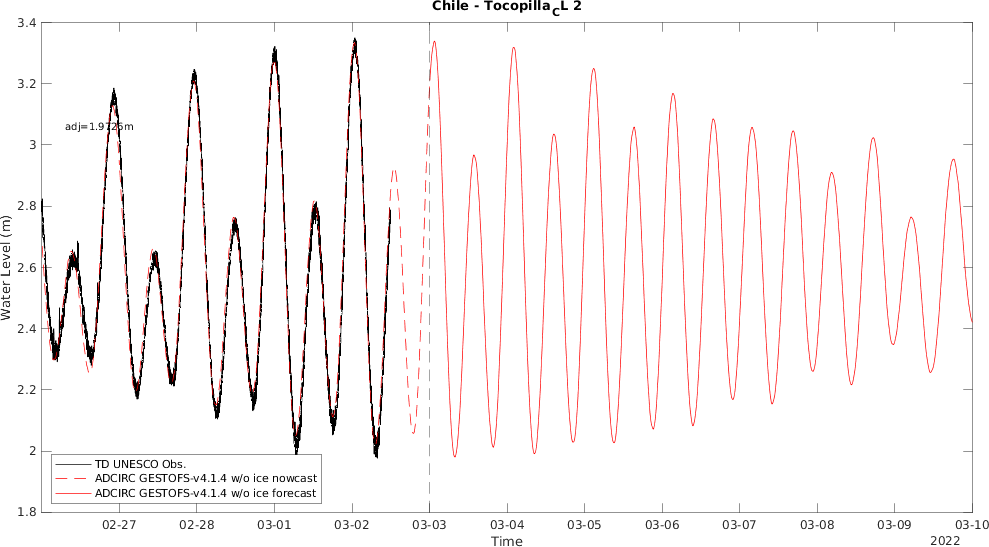 Chile - Tocopilla_CL 2
3.4
3.2
3
2.8
2.6
2.4
2.2
2
1.8
Water Level (m)
adj=1.9725m
TD UNESCO Obs.
ADCIRC GESTOFS-v4.1.4 w/o ice nowcast
ADCIRC GESTOFS-v4.1.4 w/o ice forecast
02-27 02-28 03-01 03-02 03-03 03-04 03-05 03-06 03-07 03-08 03-09 03-10
Time
2022